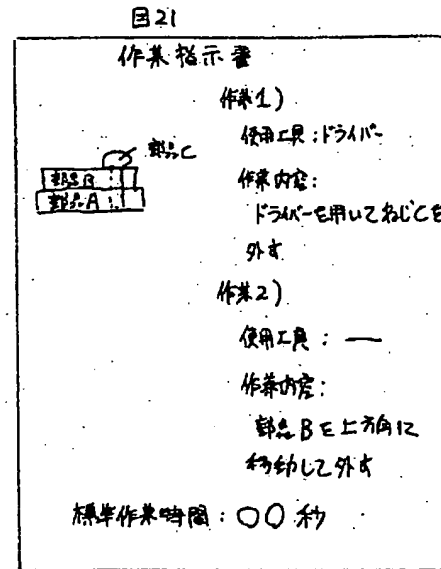 図21
作業指示書
作業1)
使用工具:ドライバー
部品C
部品B
部品A
作業内容:
ドライバーを用いてねじCを
外す
作業2)
使用工具:―
作業内容:
部品Bを上方向に
移動して外す
標準作業時間:〇〇秒